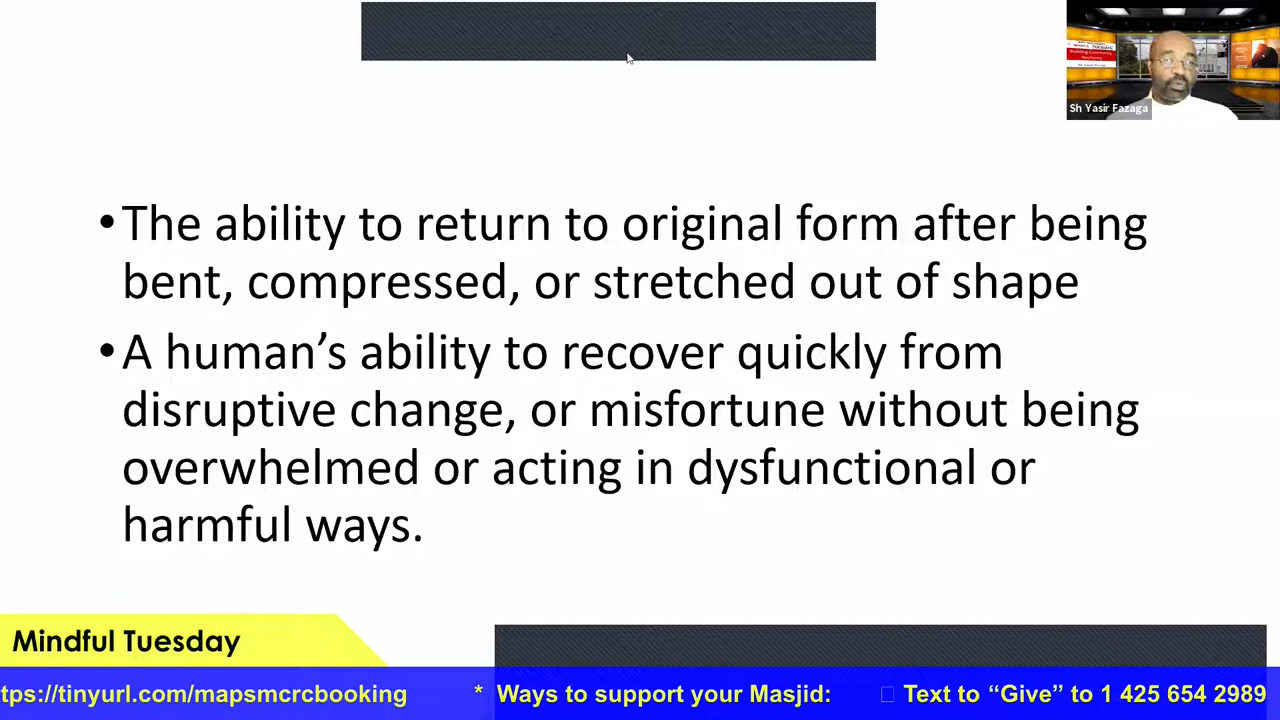 Sh Yasir Fazaga
•The ability to return to original form after being
bent, compressed, or stretched out of shape
•A human’s ability to recover quickly from
disruptive change, or misfortune without being
overwhelmed or acting in dysfunctional or
harmful ways.
Mindful Tuesday
tps://tinyurl.com/mapsmcrcbooking * Ways to support your Masjid: □ Text to “Give” to 1 425 654 2989